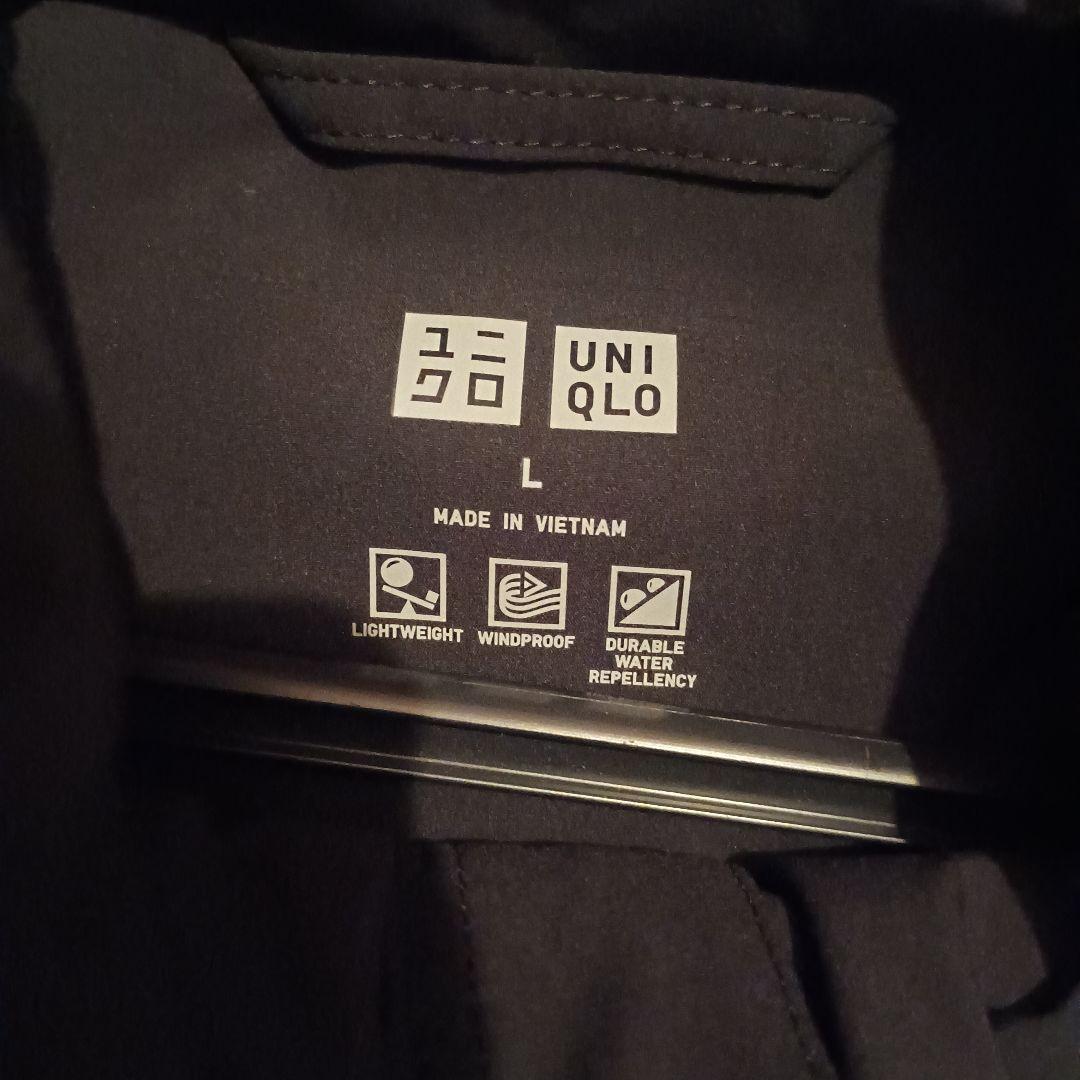 ユニ
クロ
UNI
QLO
L
MADE IN VIETNAM
LIGHTWEIGHT
WINDPROOF
DURABLE
WATER
REPELLENCY